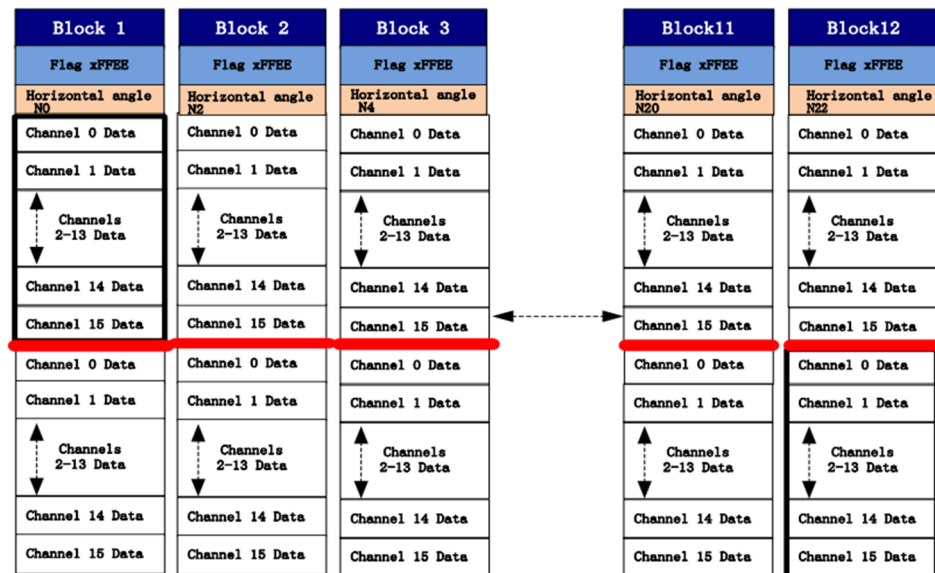 Block 1
Flag xFFEE
Horizontal angle
N0
Channel 0 Data
Channel 1 Data
Channels
2-13 Data
Channel 14 Data
Channel 15 Data
Channel 0 Data
Channel 1 Data
Channels
2-13 Data
Channel 14 Data
Channel 15 Data
Block 2
Flag xFFEE
Horizontal angle
N2
Channel 0 Data
Channel 1 Data
Channels
2-13 Data
Channel 14 Data
Channel 15 Data
Channel 0 Data
Channel 1 Data
Channels
2-13 Data
Channel 14 Data
Channel 15 Data
Block 3
Flag xFFEE
Horizontal angle
N4
Channel 0 Data
Channel 1 Data
Channels
2-13 Data
Channel 14 Data
Channel 15 Data
Channel 0 Data
Channel 1 Data
Channels
2-13 Data
Channel 14 Data
Channel 15 Data
Block11
Flag xFFEE
Horizontal angle
N20
Channel 0 Data
Channel 1 Data
Channels
2-13 Data
Channel 14 Data
Channel 15 Data
Channel 0 Data
Channel 1 Data
Channels
2-13 Data
Channel 14 Data
Channel 15 Data
Block12
Flag xFFEE
Horizontal angle
N22
Channel 0 Data
Channel 1 Data
Channels
2-13 Data
Channel 14 Data
Channel 15 Data
Channel 0 Data
Channel 1 Data
Channels
2-13 Data
Channel 14 Data
Channel 15 Data